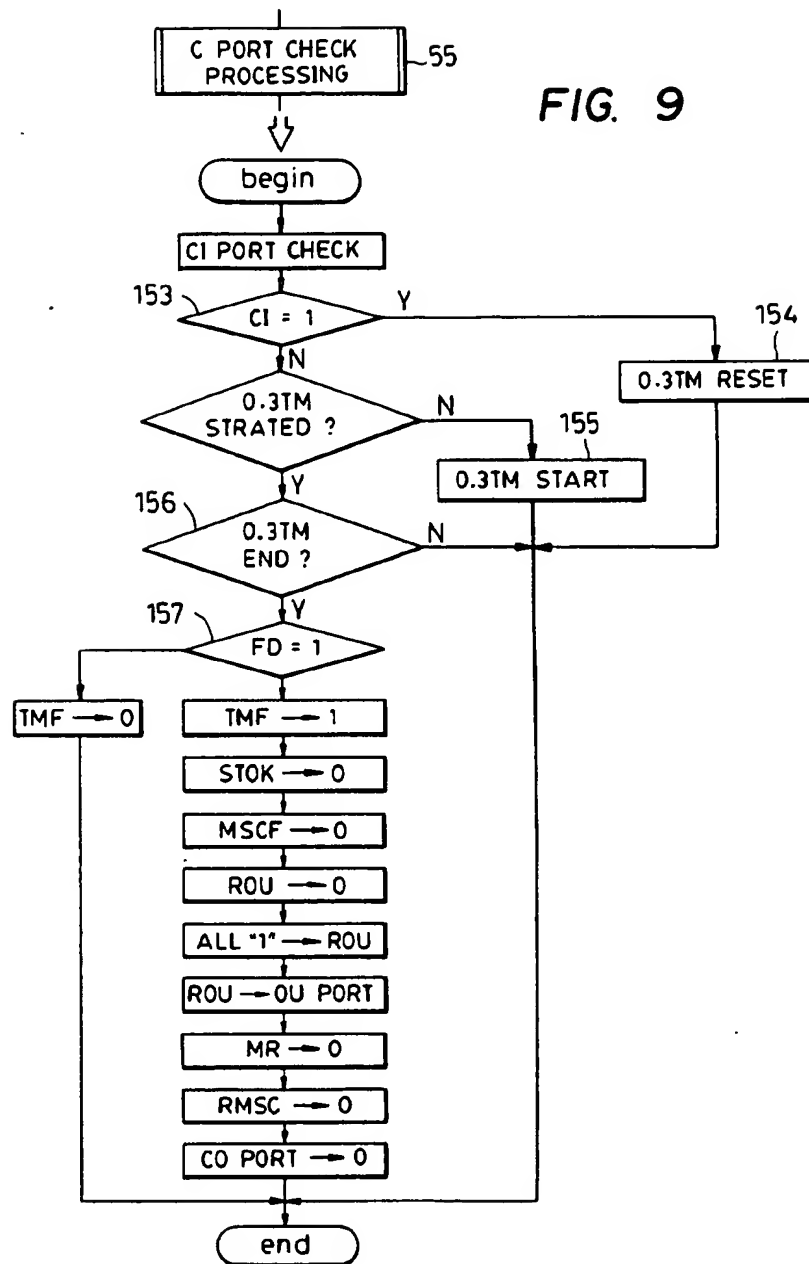 C PORT CHECK
PROCESSING
55
FIG. 9
begin
CI PORT CHECK
153
CI = 1
Y
N
154
0.3TM RESET
0.3TM
STRATED ?
N
155
0.3TM START
Y
156
0.3TM
END ?
N
Y
157
FD = 1
TMF → 0
TMF → 1
STOK → 0
MSCF → 0
ROU → 0
ALL "1" → ROU
ROU → OU PORT
MR → 0
RMSC → 0
CO PORT → 0
end